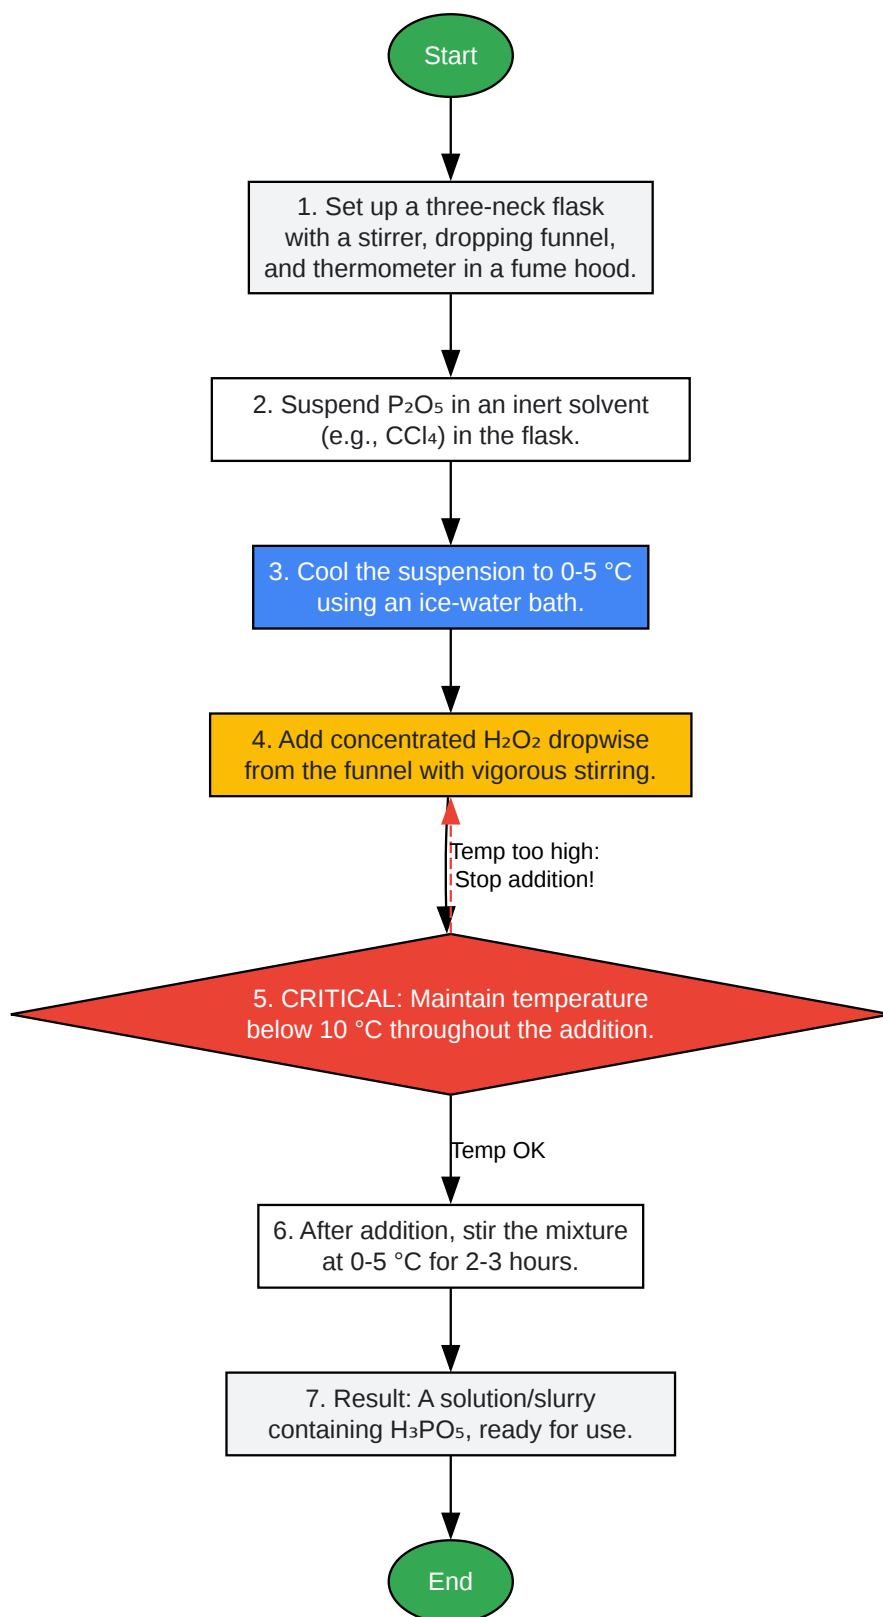 Start
1. Set up a three-neck flask
with a stirrer, dropping funnel,
and thermometer in a fume hood.
2. Suspend P₂O₅ in an inert solvent
(e.g., CCl₄) in the flask.
3. Cool the suspension to 0-5 °C
using an ice-water bath.
4. Add concentrated H₂O₂ dropwise
from the funnel with vigorous stirring.
Temp too high:
Stop addition!
5. CRITICAL: Maintain temperature
below 10 °C throughout the addition.
Temp OK
6. After addition, stir the mixture
at 0-5 °C for 2-3 hours.
7. Result: A solution/slurry
containing H₃PO₅, ready for use.
End